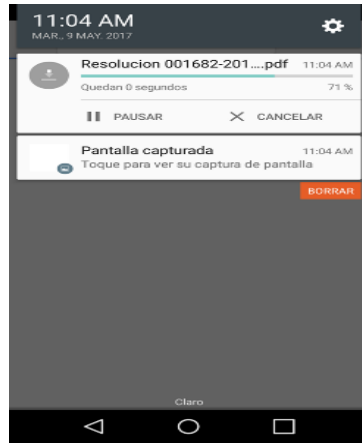 11:04 AM
MAR., 9 MAY. 2017
Resolucion 001682-201....pdf 11:04 AM
Quedan 0 segundos 71 %
PAUSAR CANCELAR
Pantalla capturada 11:04 AM
Toque para ver su captura de pantalla
BORRAR
Claro